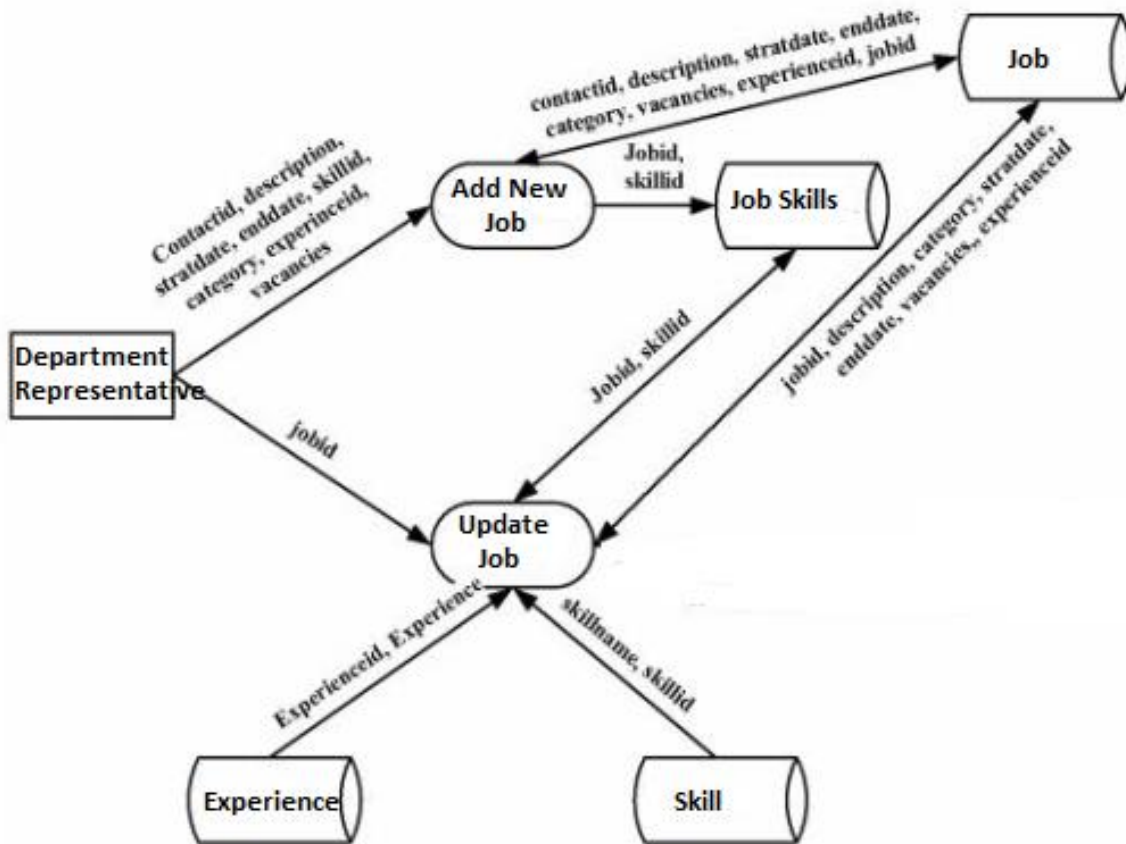 contactid, description, stratdate, enddate,
category, vacancies, experienceid, jobid
Job
Contactid, description,
stratdate, enddate, skillid,
category, experinceid,
vacancies
Add New
Job
Jobid,
skillid
Job Skills
jobid, description, category, stratdate,
enddate, vacancies,, experienceid
Department
Representative
Jobid, skillid
jobid
Update
Job
Experienceid, Experience
skillname, skillid
Experience
Skill